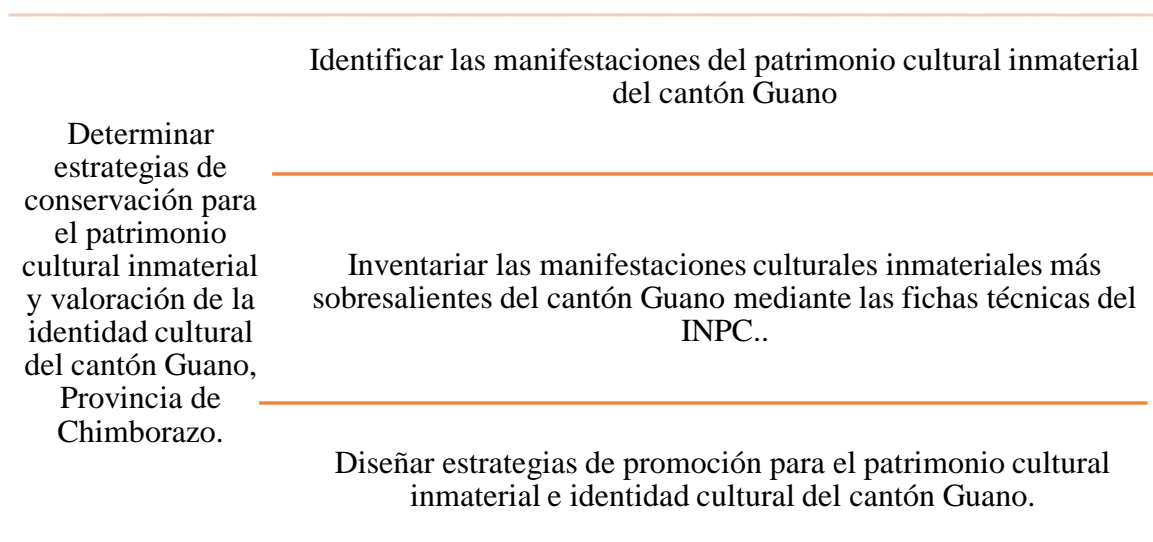 Determinar
estrategias de
conservación para
el patrimonio
cultural inmaterial
y valoración de la
identidad cultural
del cantón Guano,
Provincia de
Chimborazo.
Identificar las manifestaciones del patrimonio cultural inmaterial
del cantón Guano
Inventariar las manifestaciones culturales inmateriales más
sobresalientes del cantón Guano mediante las fichas técnicas del
INPC..
Diseñar estrategias de promoción para el patrimonio cultural
inmaterial e identidad cultural del cantón Guano.